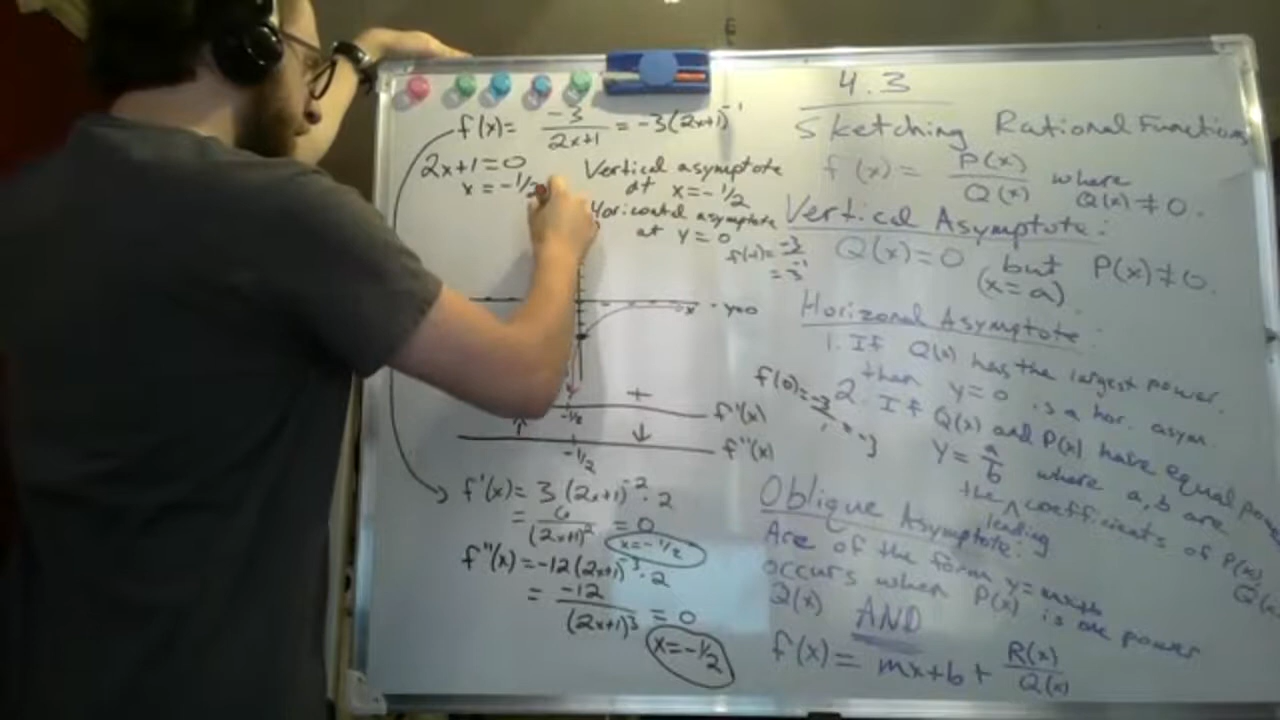 f(x) = -3 / 2x+1 = -3(2x+1)^-1
2x+1=0
x = -1/2
Vertical asymptote
at x = -1/2
Horizontal asymptote
at y = 0
f(-1) = -3
= 3
-1
x
y=0
+
-1/2
f'(x)
↑ ↓
f"(x)
-1/2
f'(x) = 3(2x+1)^-2 · 2
= 6 / (2x+1)^2 = 0
x = -1/2
f"(x) = -12(2x+1)^-3 · 2
= -12 / (2x+1)^3 = 0
x = -1/2
4.3
Sketching Rational Functions
f(x) = P(x) / Q(x) where
Q(x) ≠ 0.
Vertical Asymptote:
Q(x) = 0 but P(x) ≠ 0.
(x = a)
Horizonal Asymptote:
1. If Q(x) has the largest power.
then y=0 is a hor. asym
f(0) = -3 / 1 = -3
2. If Q(x) and P(x) have equal power
y = a/b where a, b are
the leading coefficients of P(x)
Q(x)
Oblique Asymptote:
Are of the form y = mx+b
occurs when P(x) is one power
Q(x) AND
f(x) = mx+b + R(x) / Q(x)